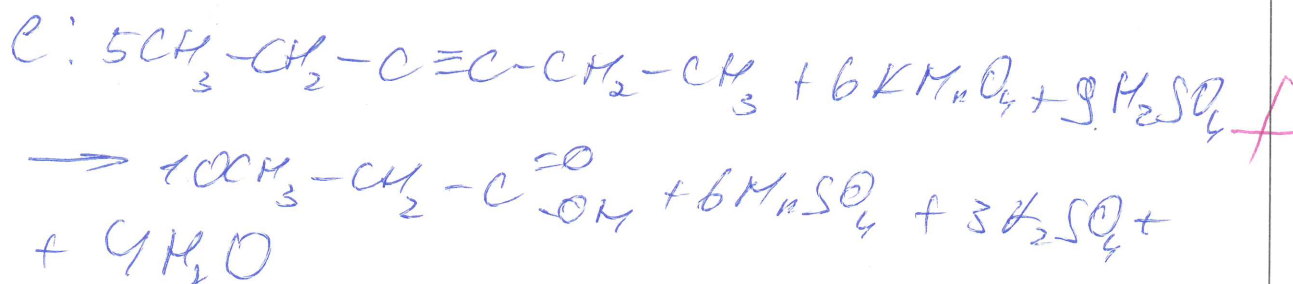 C: 5CH₃-CH₂-C≡C-CH₂-CH₃ + 6KMnO₄ + 9H₂SO₄
→ 10CH₃-CH₂-C=O-OH + 6MnSO₄ + 3K₂SO₄ +
+ 4H₂O